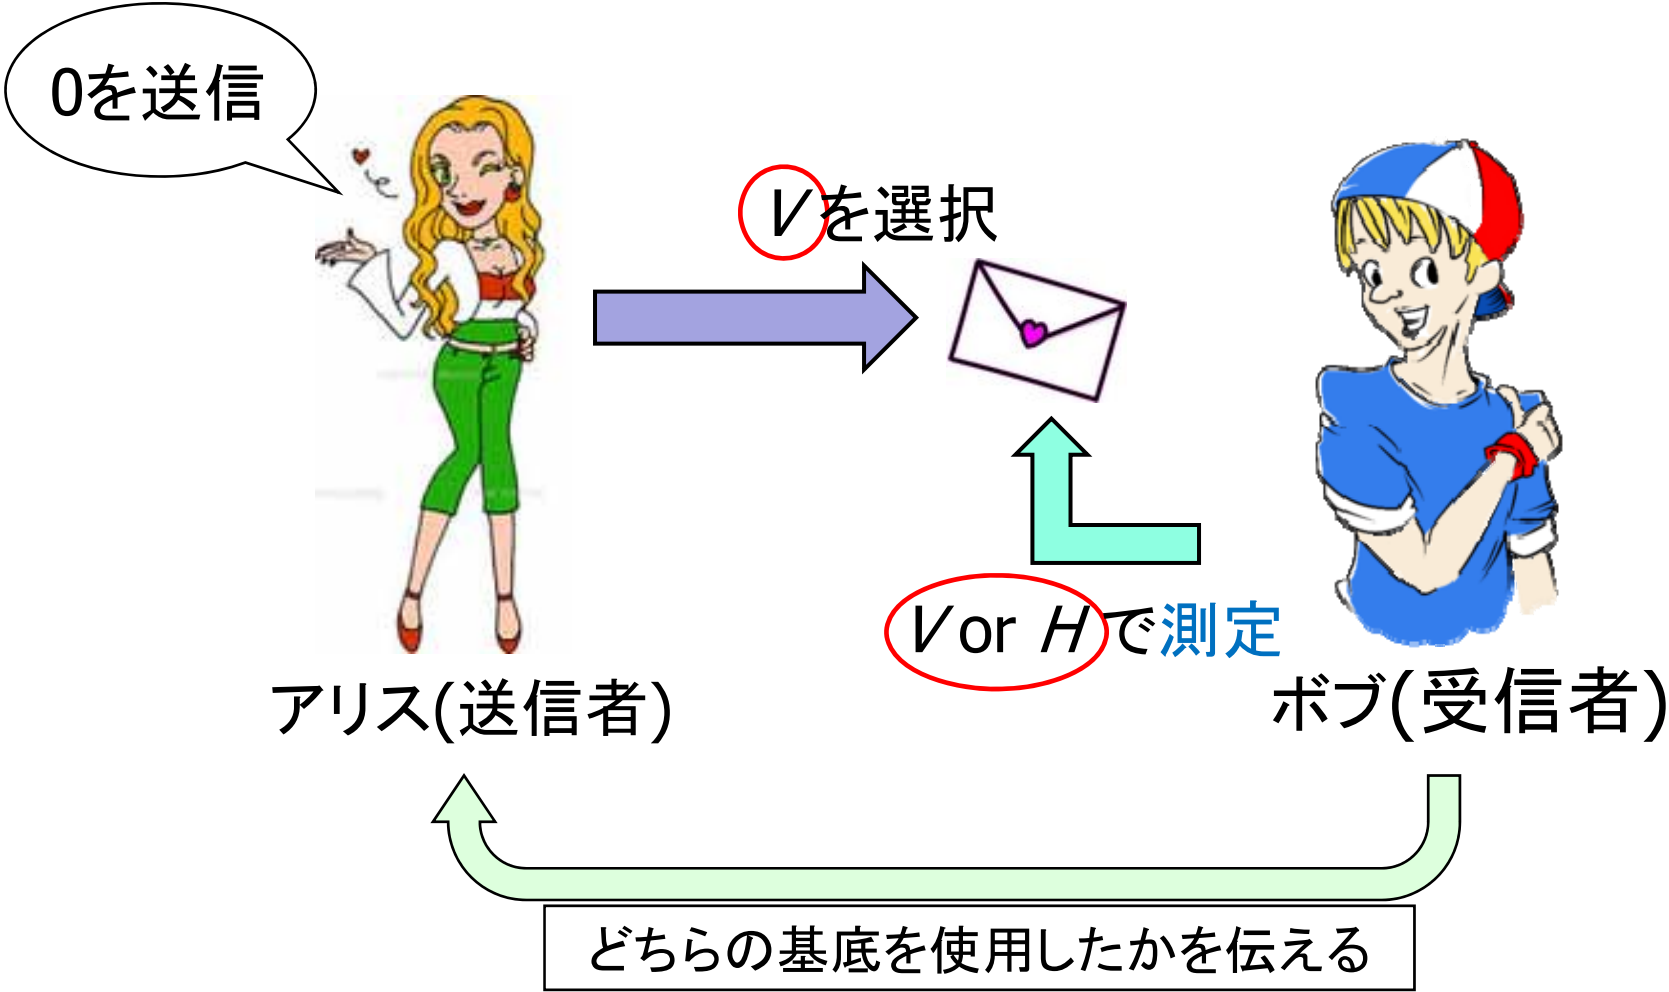 0を送信
Vを選択
V or H で測定
アリス(送信者)
ボブ(受信者)
どちらの基底を使用したかを伝える